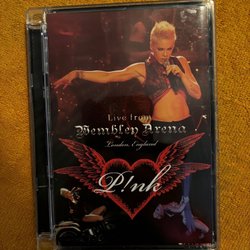 Live from
Wembley Arena
London, England
P!nk